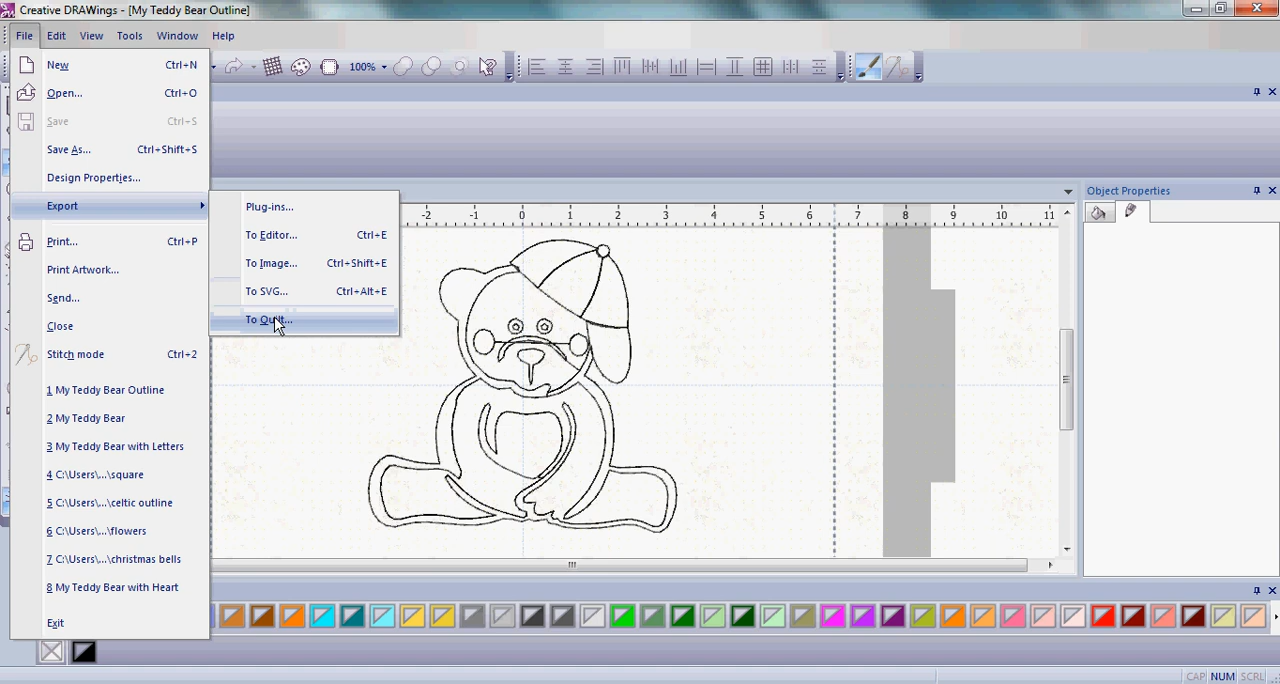 Creative DRAWings - [My Teddy Bear Outline]
File Edit View Tools Window Help
100%
New Ctrl+N
Open... Ctrl+O
Save Ctrl+S
Save As... Ctrl+Shift+S
Design Properties...
Export
Print... Ctrl+P
Print Artwork...
Send...
Close
Stitch mode Ctrl+2
1 My Teddy Bear Outline
2 My Teddy Bear
3 My Teddy Bear with Letters
4 C:\Users\...\square
5 C:\Users\...\celtic outline
6 C:\Users\...\flowers
7 C:\Users\...\christmas bells
8 My Teddy Bear with Heart
Exit
Plug-ins...
To Editor... Ctrl+E
To Image... Ctrl+Shift+E
To SVG... Ctrl+Alt+E
To Quilt...
-2 -1 0 1 2 3 4 5 6 7 8 9 10 11
Object Properties
CAP NUM SCRL